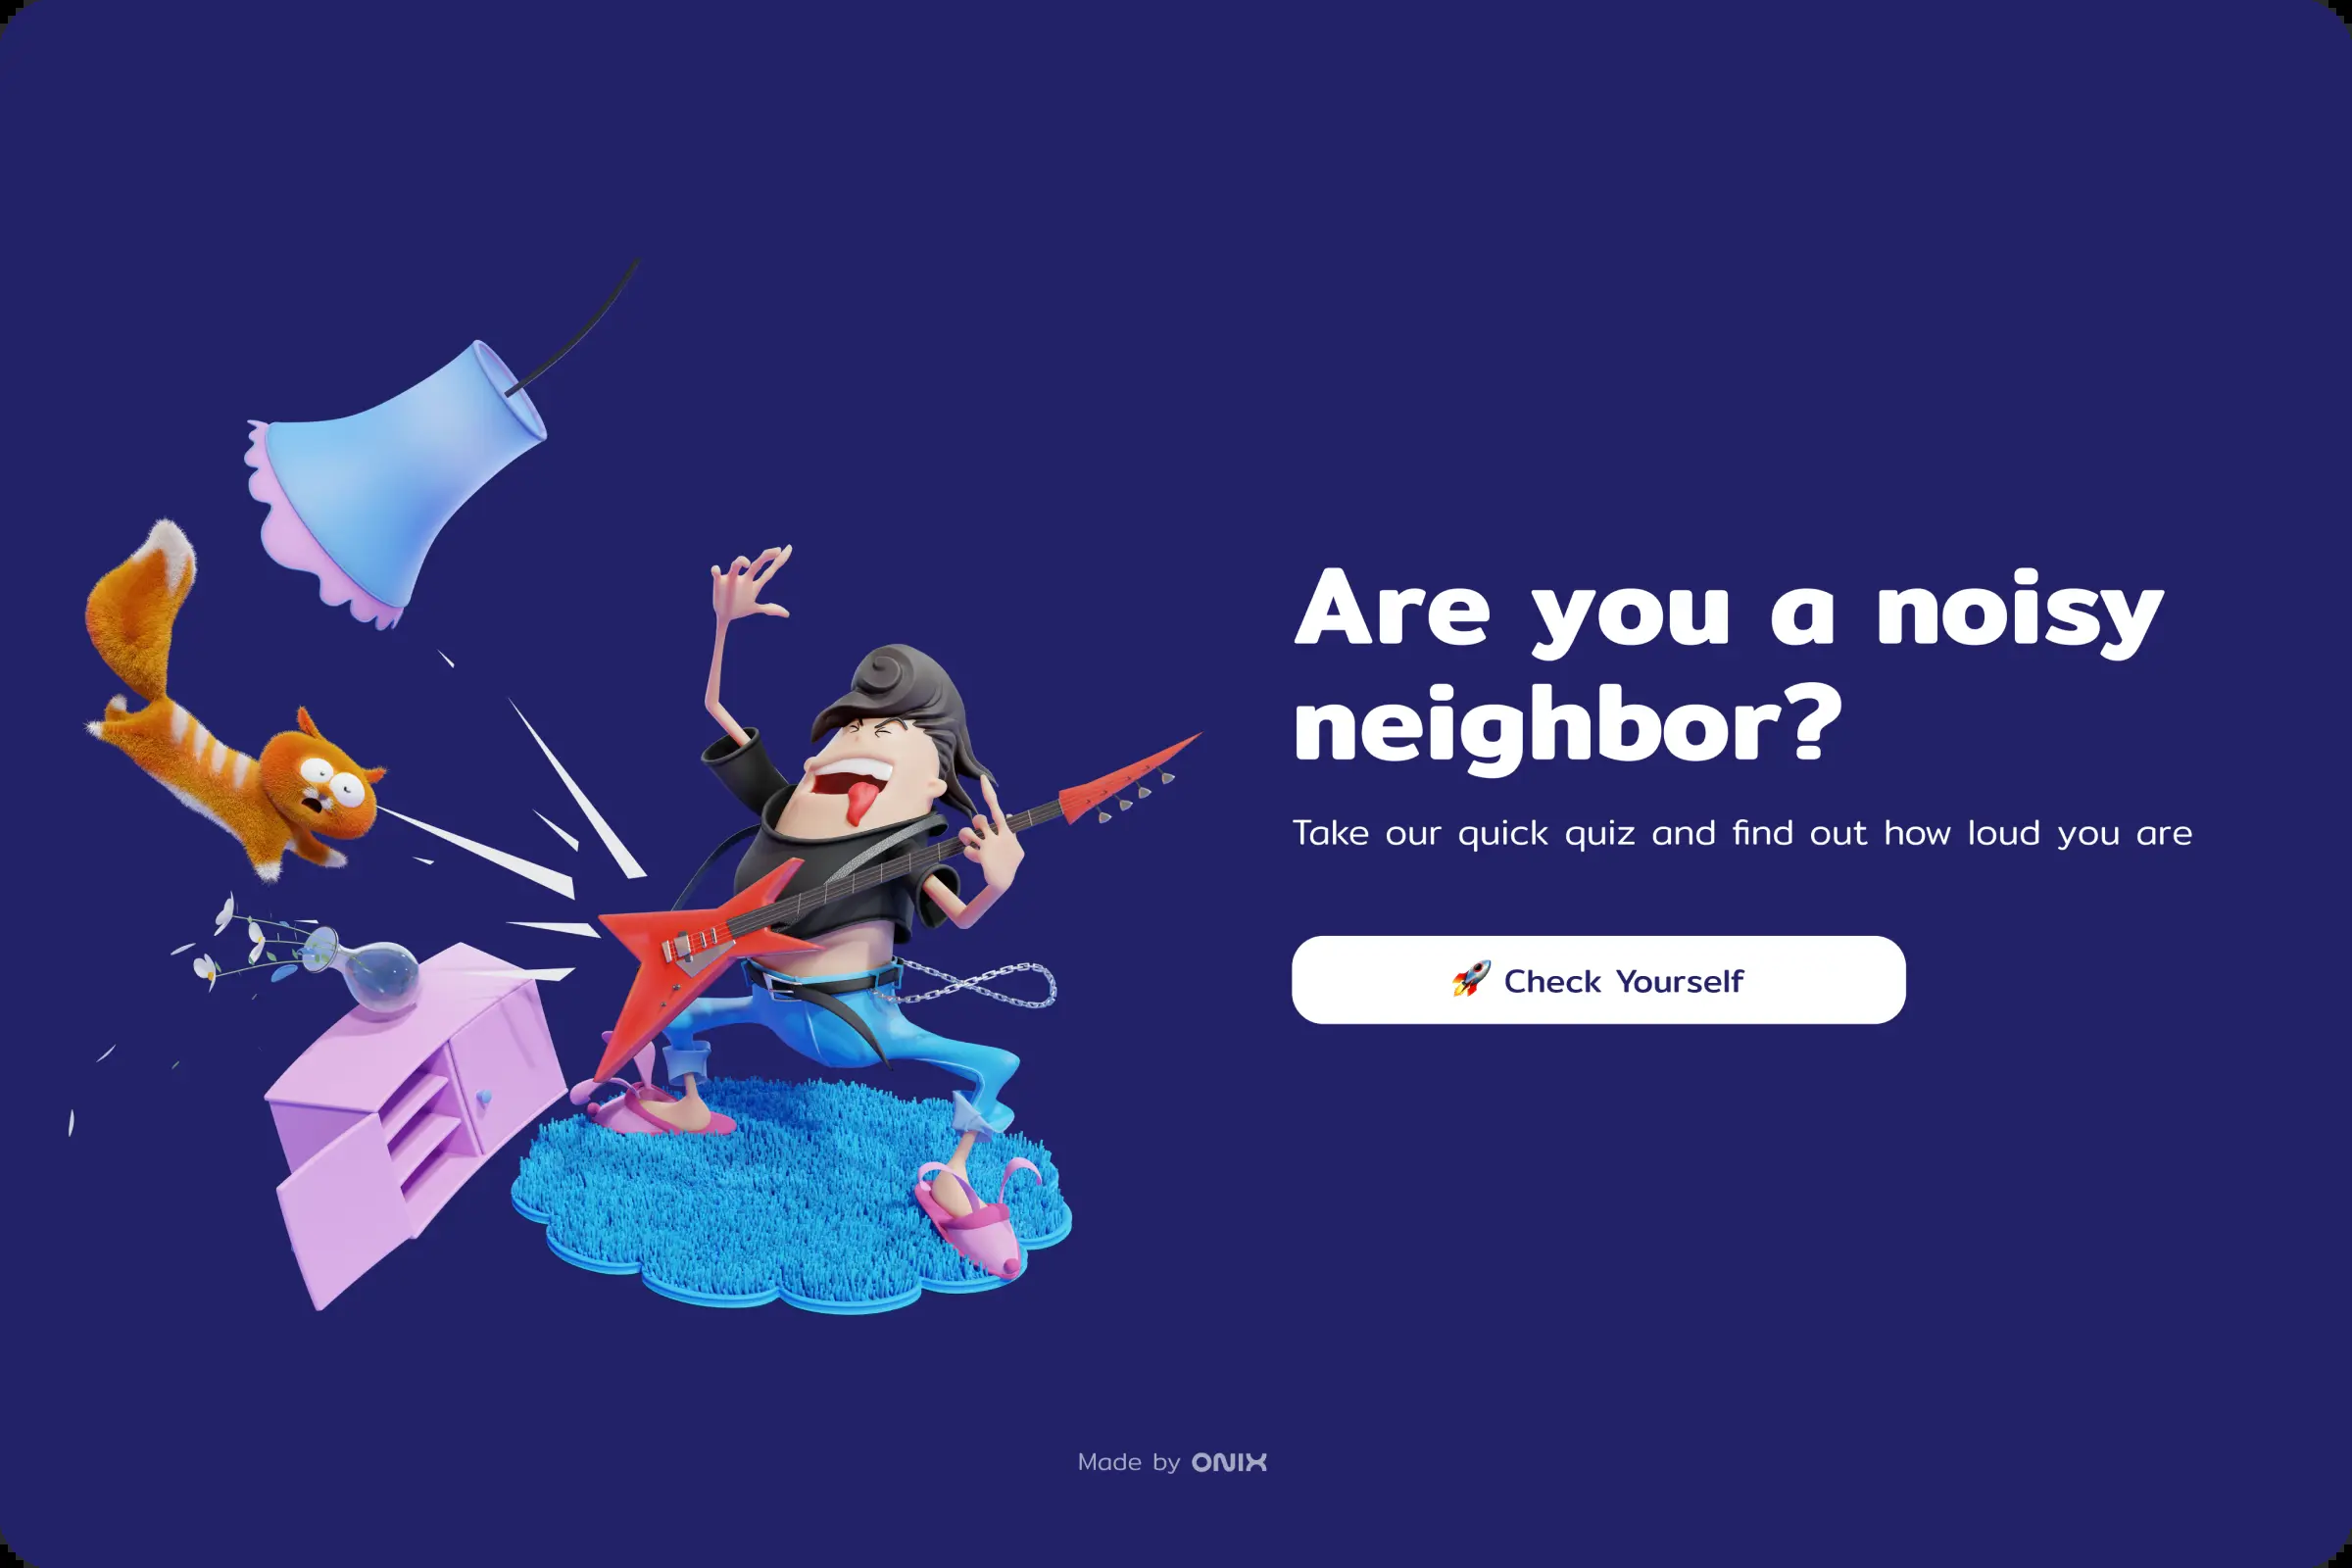 Are you a noisy
neighbor?
Take our quick quiz and find out how loud you are
🚀 Check Yourself
Made by ONIX